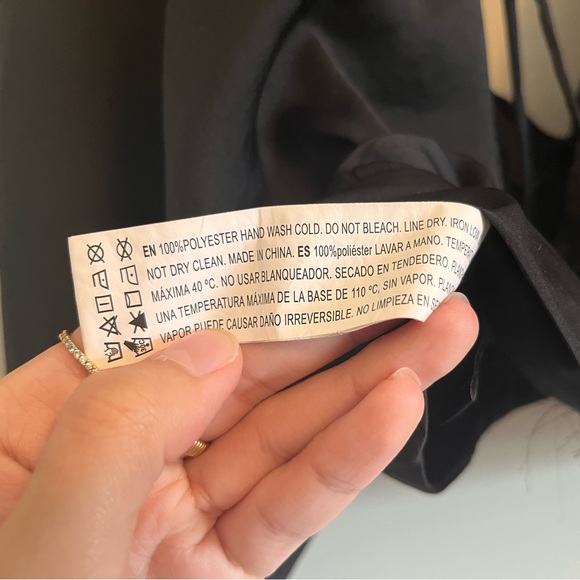 EN 100%POLYESTER HAND WASH COLD. DO NOT BLEACH. LINE DRY. IRON LOW
NOT DRY CLEAN. MADE IN CHINA. ES 100%poliéster LAVAR A MANO.
MÁXIMA 40 ºC. NO USAR BLANQUEADOR. SECADO EN TENDEDERO.
UNA TEMPERATURA MÁXIMA DE LA BASE DE 110 ºC, SIN VAPOR.
VAPOR PUEDE CAUSAR DAÑO IRREVERSIBLE. NO LIMPIEZA EN